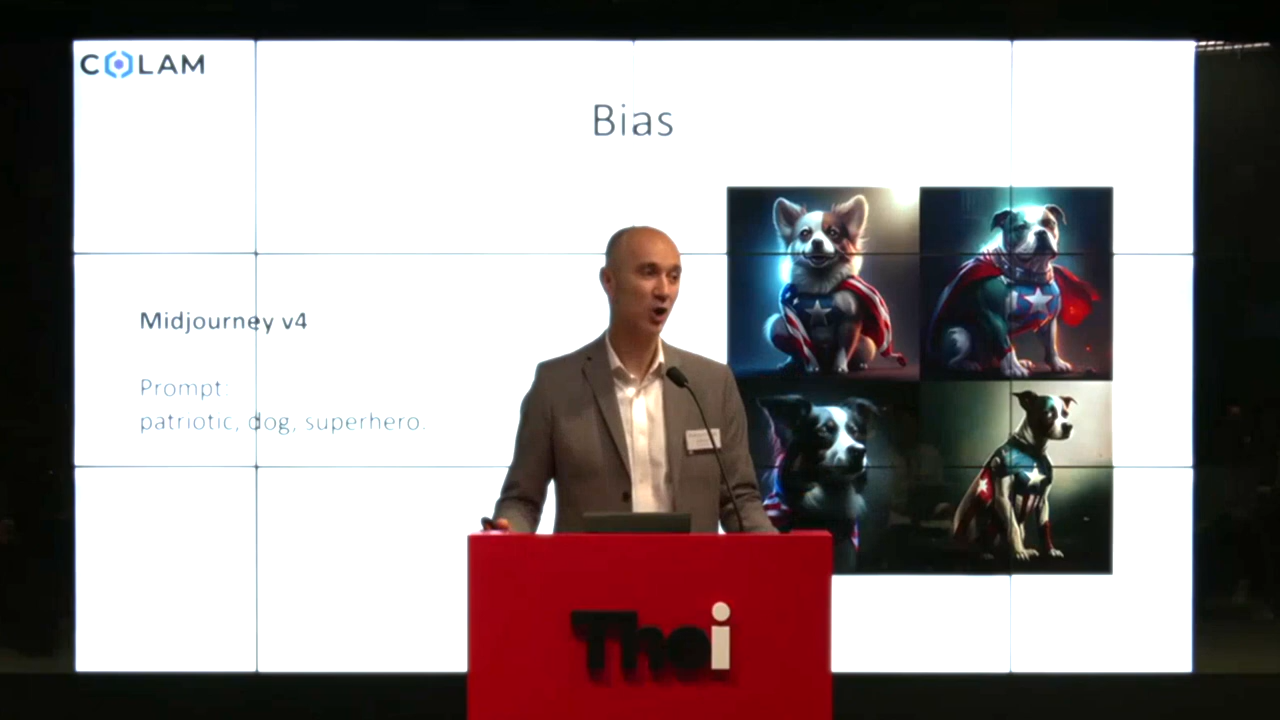 COLAM
Bias
Midjourney v4
Prompt:
patriotic, dog, superhero.
Thei